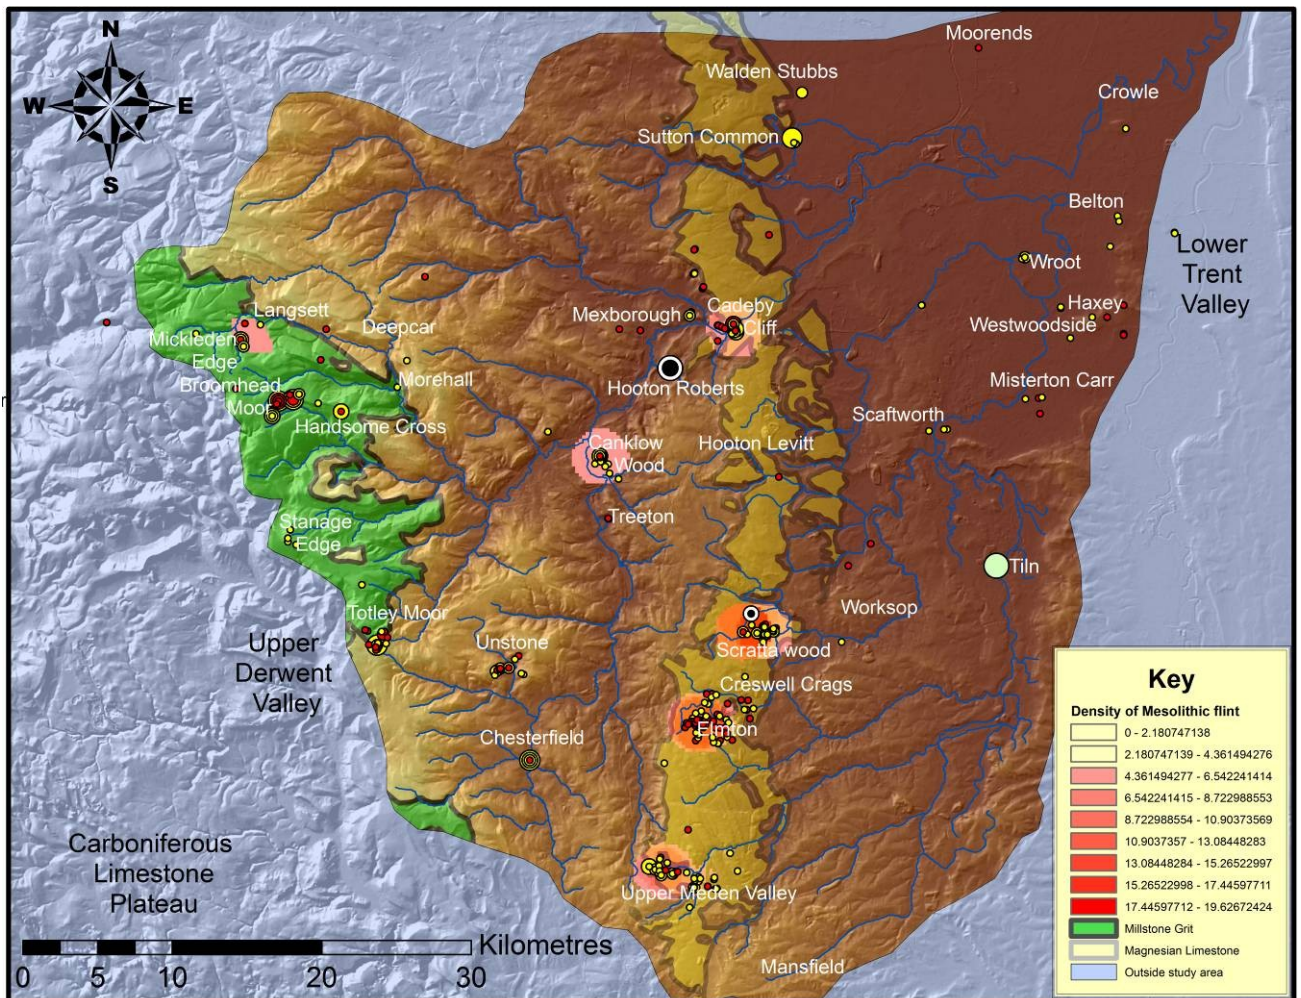 N
W
E
S
Moorends
Walden Stubbs
Crowle
Sutton Common
Belton
Lower
Trent
Valley
Wroot
Langsett
Mexborough
Cadeby
Cliff
Haxey
Deepcar
Westwoodside
Mickleden
Edge
Broomhead
Moor
Morehall
Hooton Roberts
Misterton Carr
Handsome Cross
Scaftworth
Canklow
Wood
Hooton Levitt
Stanage
Edge
Treeton
Tiln
Totley Moor
Worksop
Upper
Derwent
Valley
Unstone
Scratta wood
Creswell Crags
Elmton
Chesterfield
Carboniferous
Limestone
Plateau
Upper Meden Valley
Mansfield
Kilometres
0 5 10 20 30
Key
Density of Mesolithic flint
0 - 2.180747138
2.180747139 - 4.361494276
4.361494277 - 6.542241414
6.542241415 - 8.722988553
8.722988554 - 10.90373569
10.9037357 - 13.08448283
13.08448284 - 15.26522997
15.26522998 - 17.44597711
17.44597712 - 19.62672424
Millstone Grit
Magnesian Limestone
Outside study area